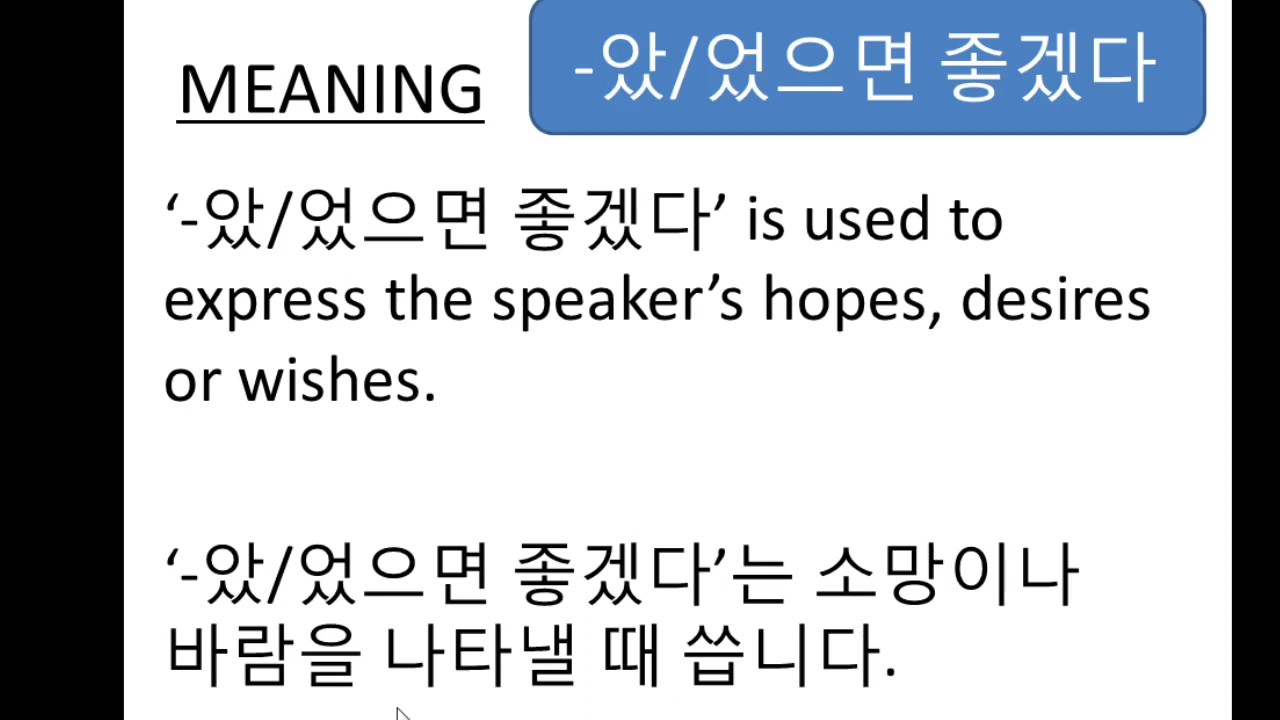 MEANING
-았/었으면 좋겠다
‘-았/었으면 좋겠다’ is used to
express the speaker’s hopes, desires
or wishes.
‘-았/었으면 좋겠다’는 소망이나
바람을 나타낼 때 씁니다.